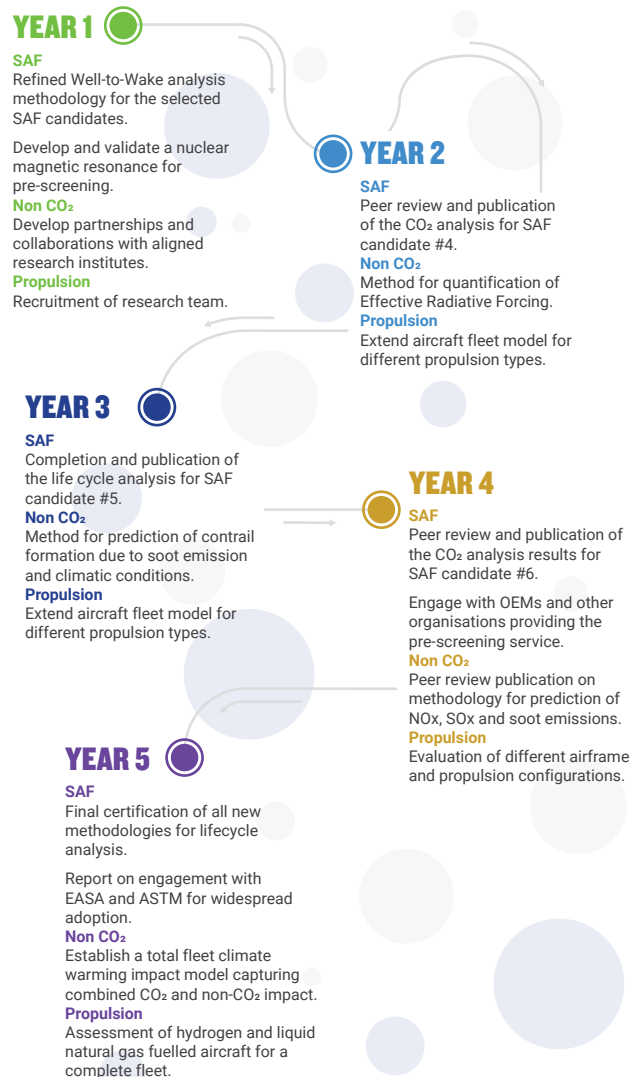 YEAR 1
SAF
Refined Well-to-Wake analysis
methodology for the selected
SAF candidates.
Develop and validate a nuclear
magnetic resonance for
pre-screening.
Non CO₂
Develop partnerships and
collaborations with aligned
research institutes.
Propulsion
Recruitment of research team.
YEAR 2
SAF
Peer review and publication
of the CO₂ analysis for SAF
candidate #4.
Non CO₂
Method for quantification of
Effective Radiative Forcing.
Propulsion
Extend aircraft fleet model for
different propulsion types.
YEAR 3
SAF
Completion and publication of
the life cycle analysis for SAF
candidate #5.
Non CO₂
Method for prediction of contrail
formation due to soot emission
and climatic conditions.
Propulsion
Extend aircraft fleet model for
different propulsion types.
YEAR 4
SAF
Peer review and publication of
the CO₂ analysis results for
SAF candidate #6.
Engage with OEMs and other
organisations providing the
pre-screening service.
Non CO₂
Peer review publication on
methodology for prediction of
NOx, SOx and soot emissions.
Propulsion
Evaluation of different airframe
and propulsion configurations.
YEAR 5
SAF
Final certification of all new
methodologies for lifecycle
analysis.
Report on engagement with
EASA and ASTM for widespread
adoption.
Non CO₂
Establish a total fleet climate
warming impact model capturing
combined CO₂ and non-CO₂ impact.
Propulsion
Assessment of hydrogen and liquid
natural gas fuelled aircraft for a
complete fleet.